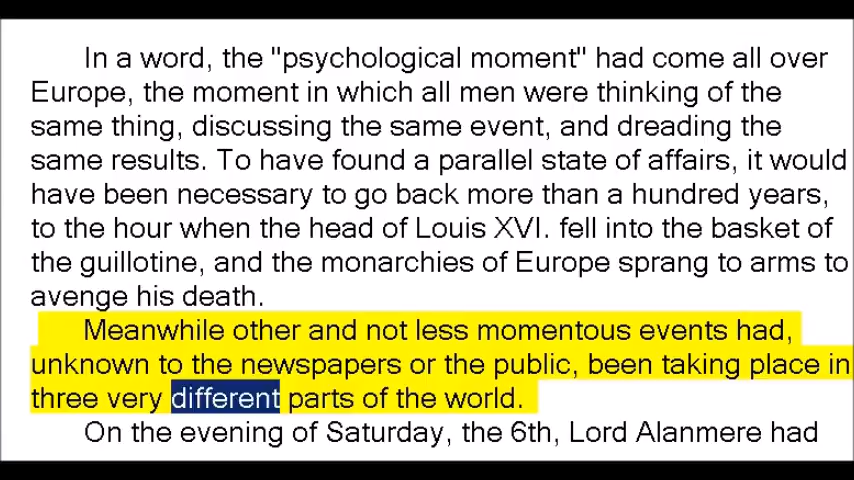 In a word, the "psychological moment" had come all over
Europe, the moment in which all men were thinking of the
same thing, discussing the same event, and dreading the
same results. To have found a parallel state of affairs, it would
have been necessary to go back more than a hundred years,
to the hour when the head of Louis XVI. fell into the basket of
the guillotine, and the monarchies of Europe sprang to arms to
avenge his death.
Meanwhile other and not less momentous events had,
unknown to the newspapers or the public, been taking place in
three very different parts of the world.
On the evening of Saturday, the 6th, Lord Alanmere had